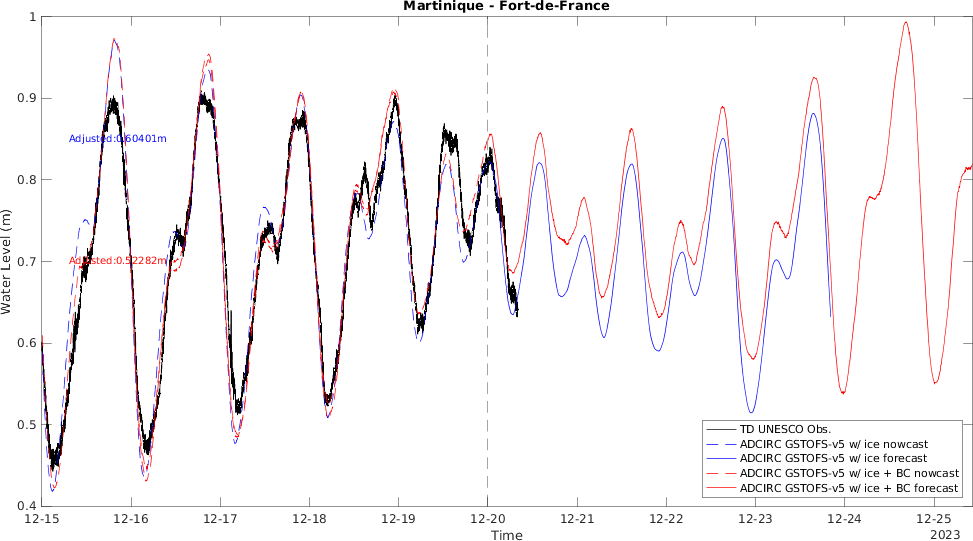 Martinique - Fort-de-France
1
0.9
0.8
0.7
0.6
0.5
0.4
Water Level (m)
Adjusted:0.60401m
Adjusted:0.52282m
TD UNESCO Obs.
ADCIRC GSTOFS-v5 w/ ice nowcast
ADCIRC GSTOFS-v5 w/ ice forecast
ADCIRC GSTOFS-v5 w/ ice + BC nowcast
ADCIRC GSTOFS-v5 w/ ice + BC forecast
12-15 12-16 12-17 12-18 12-19 12-20 12-21 12-22 12-23 12-24 12-25
2023
Time